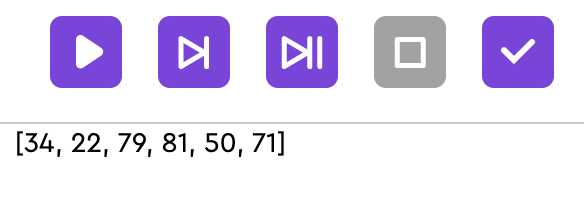 [34, 22, 79, 81, 50, 71]